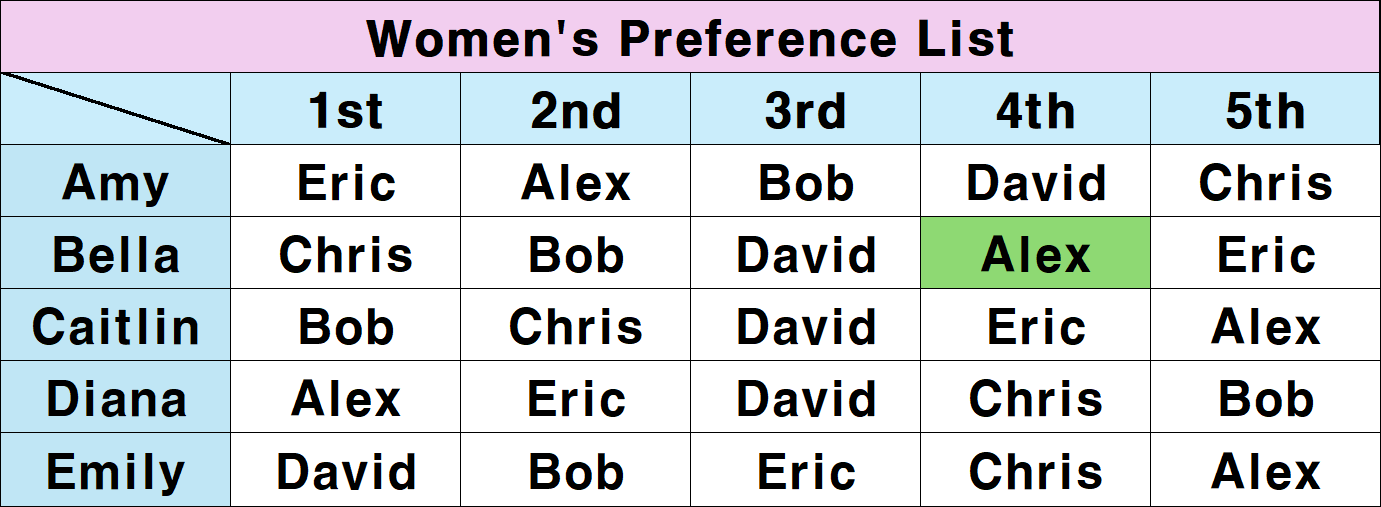 Women's Preference List
1st 2nd 3rd 4th 5th
Amy Eric Alex Bob David Chris
Bella Chris Bob David Alex Eric
Caitlin Bob Chris David Eric Alex
Diana Alex Eric David Chris Bob
Emily David Bob Eric Chris Alex